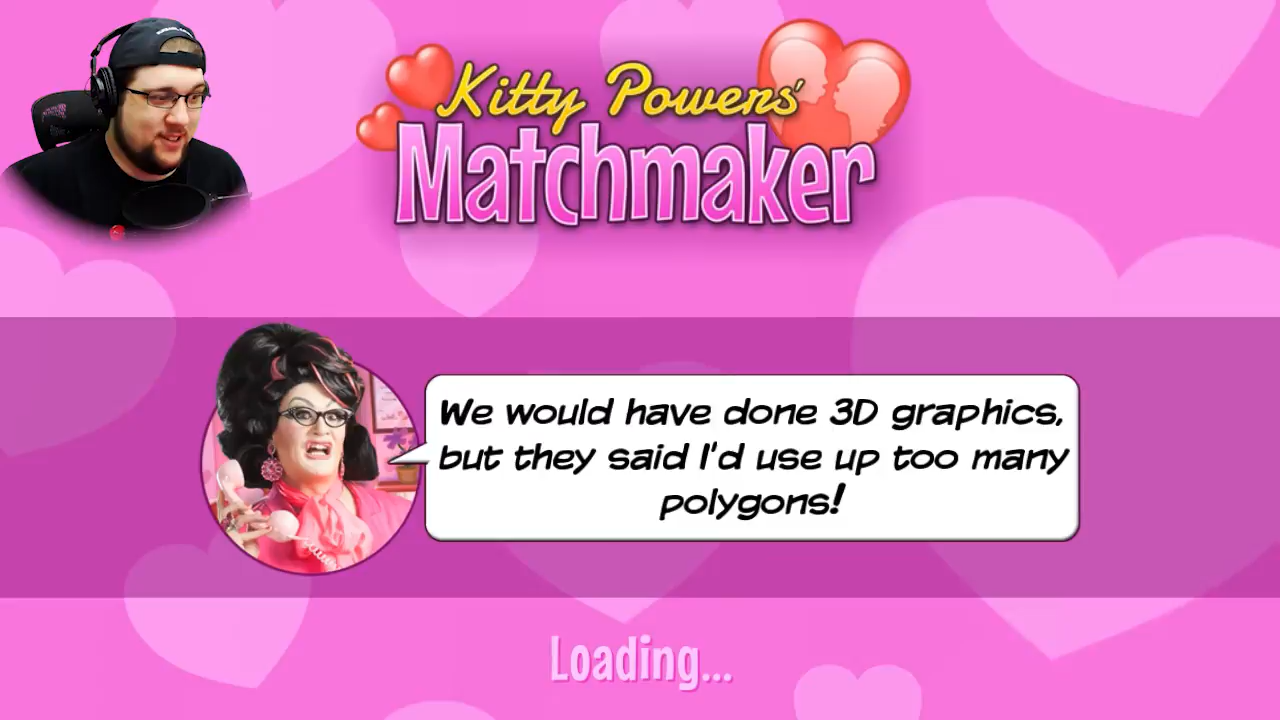 Kitty Powers'
Matchmaker
We would have done 3D graphics,
but they said I'd use up too many
polygons!
Loading...